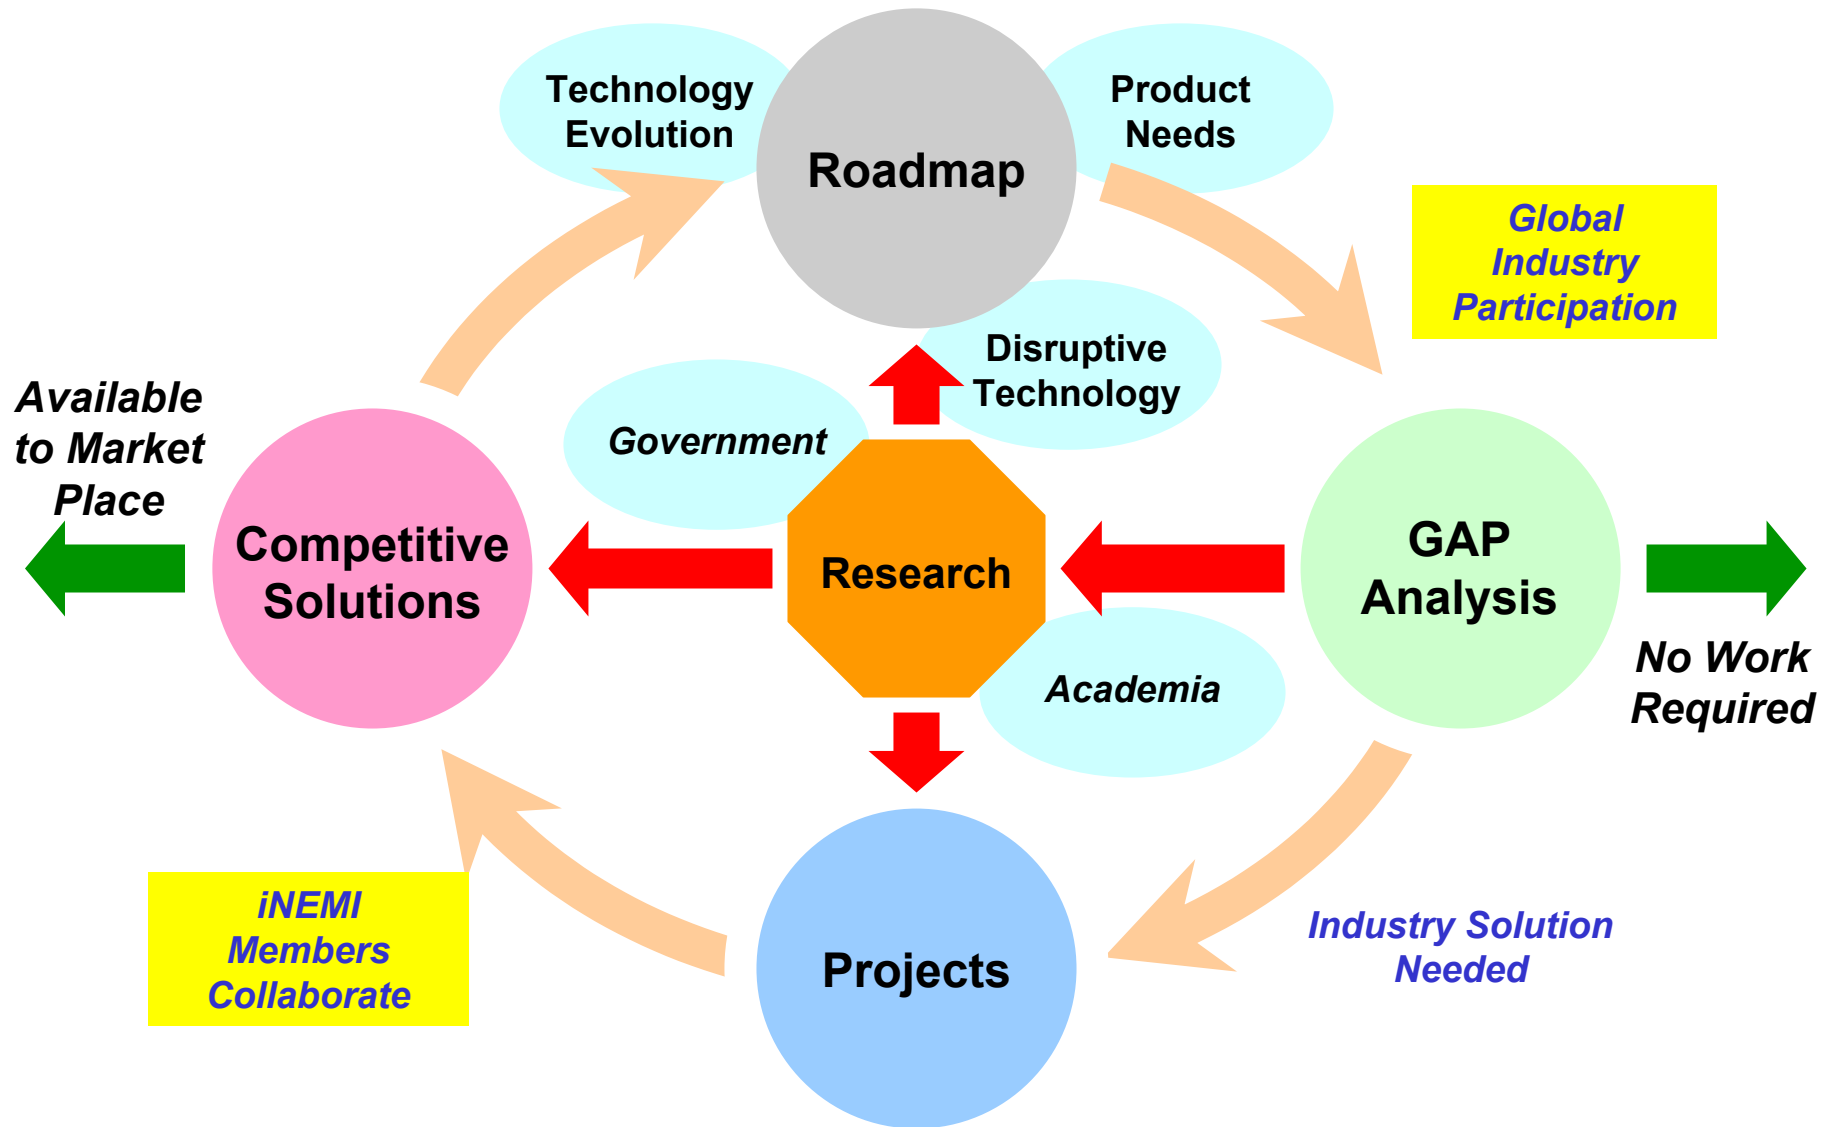 Technology
Evolution
Product
Needs
Roadmap
Global
Industry
Participation
Disruptive
Technology
Available
to Market
Place
Government
Competitive
Solutions
Research
GAP
Analysis
No Work
Required
Academia
iNEMI
Members
Collaborate
Projects
Industry Solution
Needed